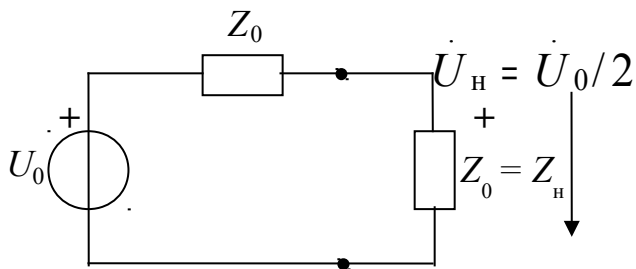 Z₀
U̇н = U̇₀/2
+ +
U̇₀ Z₀ = Zн